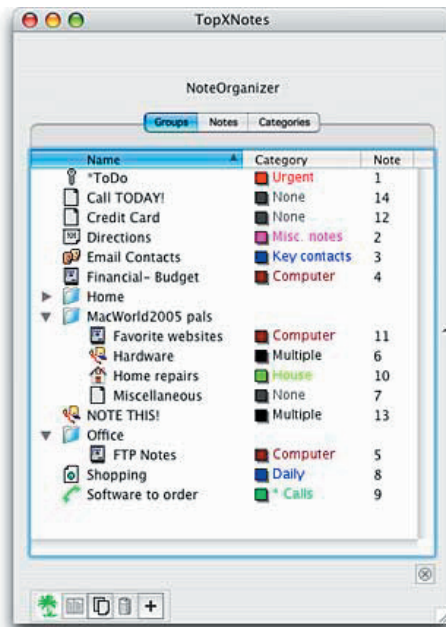 TopXNotes
NoteOrganizer
Groups Notes Categories
Name Category Note
*ToDo Urgent 1
Call TODAY! None 14
Credit Card None 12
Directions Misc. notes 2
Email Contacts Key contacts 3
Financial- Budget Computer 4
Home
MacWorld2005 pals
Favorite websites Computer 11
Hardware Multiple 6
Home repairs House 10
Miscellaneous None 7
NOTE THIS! Multiple 13
Office
FTP Notes Computer 5
Shopping Daily 8
Software to order * Calls 9